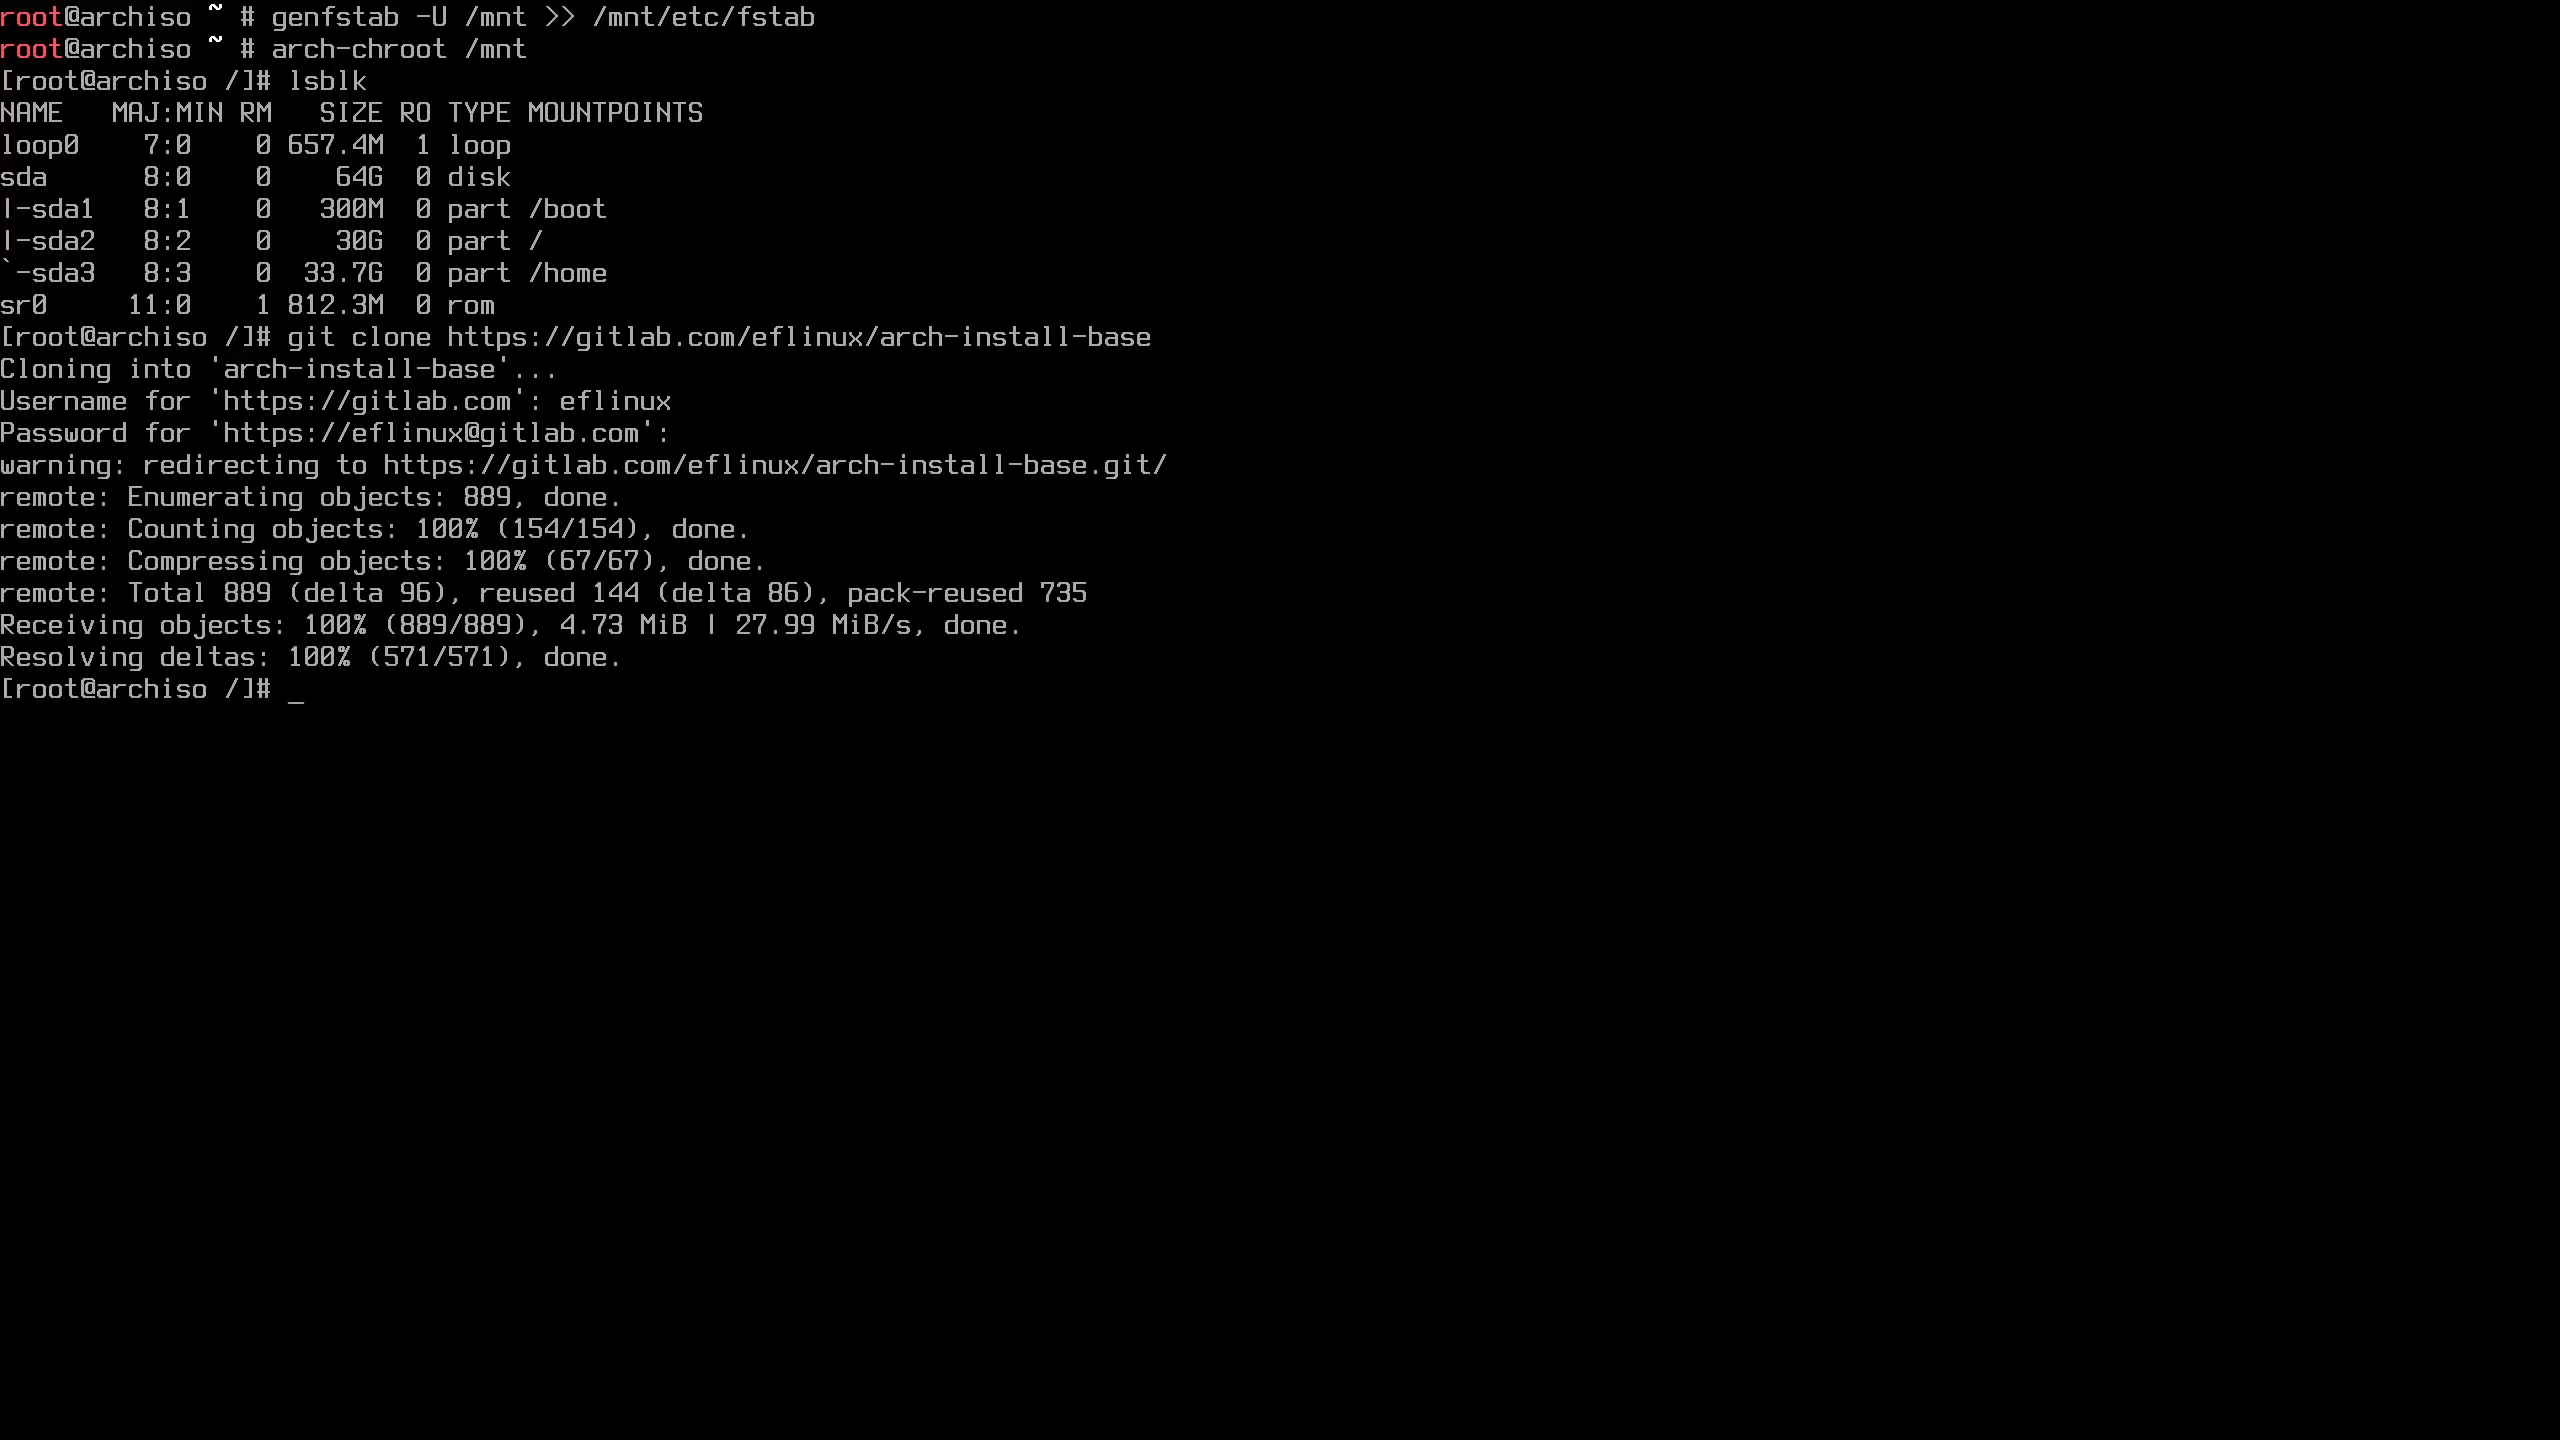 root@archiso ~ # genfstab -U /mnt >> /mnt/etc/fstab
root@archiso ~ # arch-chroot /mnt
[root@archiso /]# lsblk
NAME   MAJ:MIN RM   SIZE RO TYPE MOUNTPOINTS
loop0    7:0    0 657.4M  1 loop
sda      8:0    0    64G  0 disk
|-sda1   8:1    0   300M  0 part /boot
|-sda2   8:2    0    30G  0 part /
`-sda3   8:3    0  33.7G  0 part /home
sr0     11:0    1 812.3M  0 rom
[root@archiso /]# git clone https://gitlab.com/eflinux/arch-install-base
Cloning into 'arch-install-base'...
Username for 'https://gitlab.com': eflinux
Password for 'https://eflinux@gitlab.com':
warning: redirecting to https://gitlab.com/eflinux/arch-install-base.git/
remote: Enumerating objects: 889, done.
remote: Counting objects: 100% (154/154), done.
remote: Compressing objects: 100% (67/67), done.
remote: Total 889 (delta 96), reused 144 (delta 86), pack-reused 735
Receiving objects: 100% (889/889), 4.73 MiB | 27.99 MiB/s, done.
Resolving deltas: 100% (571/571), done.
[root@archiso /]# _